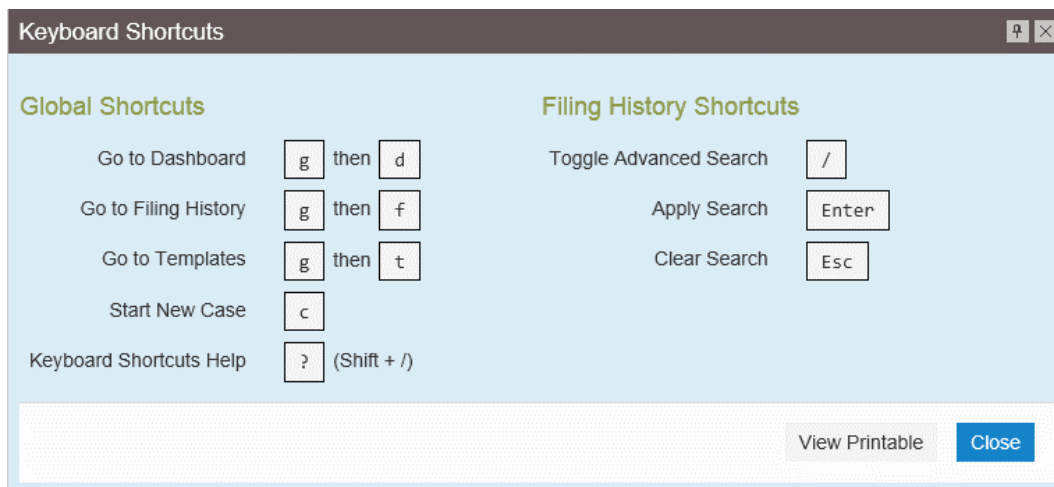 Keyboard Shortcuts
Global Shortcuts
Go to Dashboard g then d
Go to Filing History g then f
Go to Templates g then t
Start New Case c
Keyboard Shortcuts Help ? (Shift + /)
Filing History Shortcuts
Toggle Advanced Search /
Apply Search Enter
Clear Search Esc
View Printable Close